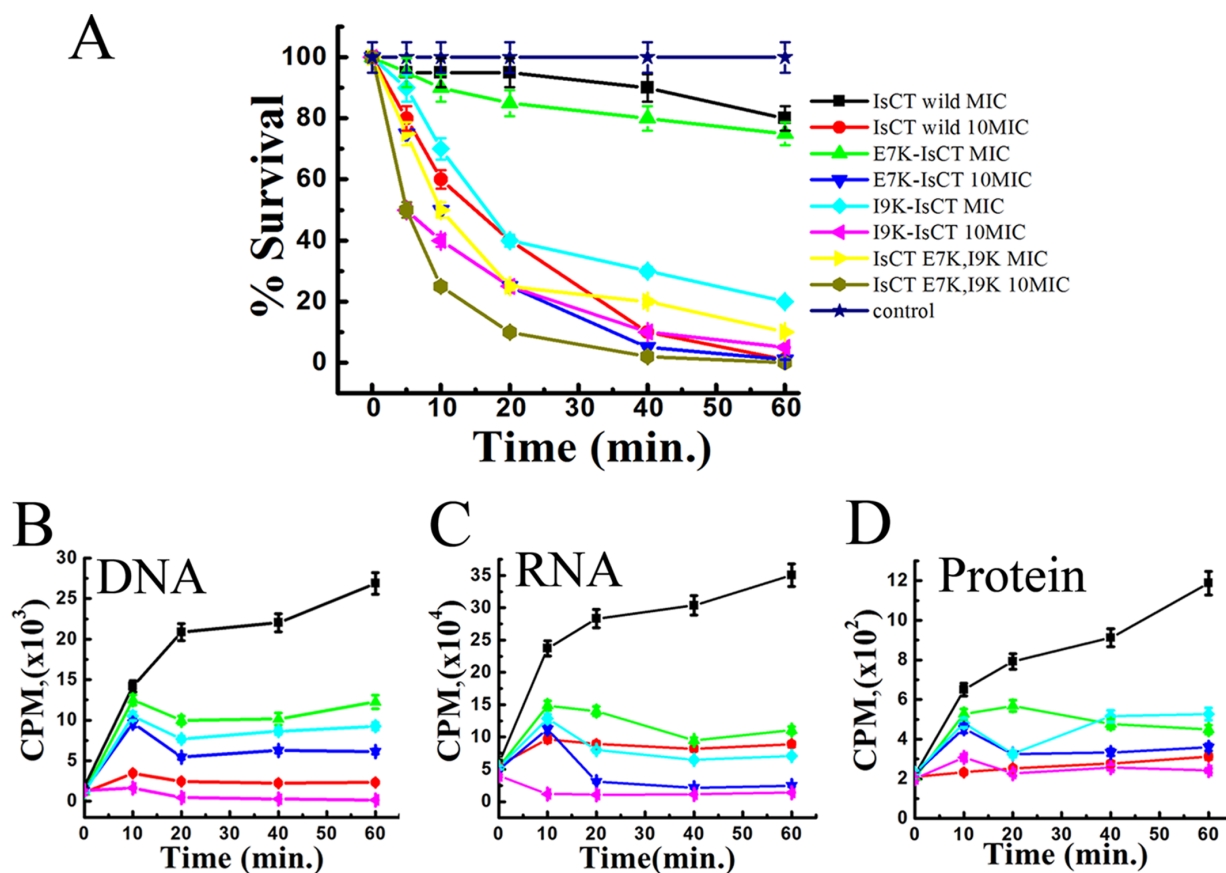 A
% Survival
100
80
60
40
20
0
0 10 20 30 40 50 60
Time (min.)
IsCT wild MIC
IsCT wild 10MIC
E7K-IsCT MIC
E7K-IsCT 10MIC
I9K-IsCT MIC
I9K-IsCT 10MIC
IsCT E7K,I9K MIC
IsCT E7K,I9K 10MIC
control
B
DNA
CPM,(x10³)
30
25
20
15
10
5
0
0 10 20 30 40 50 60
Time (min.)
C
RNA
CPM,(x10⁴)
35
30
25
20
15
10
5
0
0 10 20 30 40 50 60
Time(min.)
D
Protein
CPM,(x10²)
12
10
8
6
4
2
0
0 10 20 30 40 50 60
Time (min.)